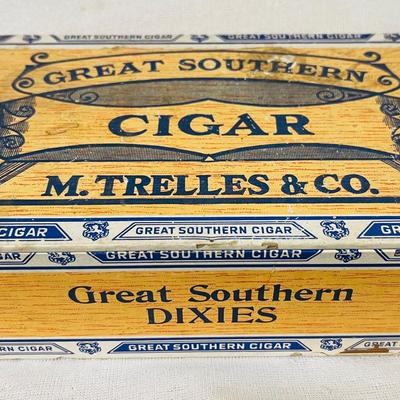 GREAT SOUTHERN CIGAR
GREAT SOUTHERN
CIGAR
M. TRELLES & CO.
GREAT SOUTHERN CIGAR
GREAT
GREAT SOUTHERN CIGAR
Great Southern
DIXIES
SOUTHERN CIGAR
GREAT SOUTHERN CIGAR
GREAT